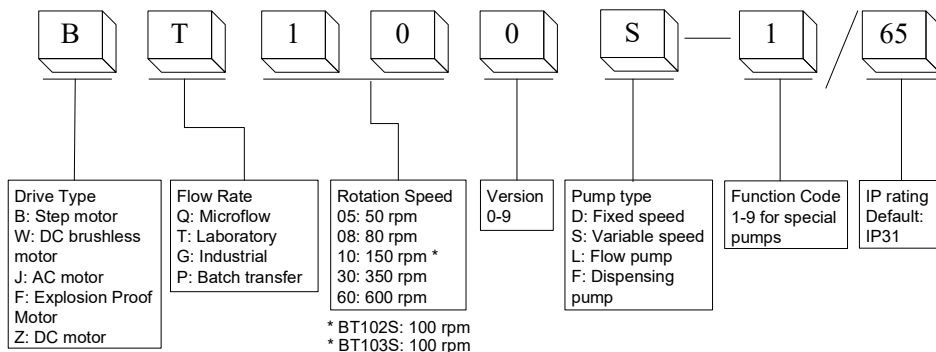 B T 1 0 0 S 1 / 65
Drive Type
B: Step motor
W: DC brushless
motor
J: AC motor
F: Explosion Proof
Motor
Z: DC motor
Flow Rate
Q: Microflow
T: Laboratory
G: Industrial
P: Batch transfer
Rotation Speed
05: 50 rpm
08: 80 rpm
10: 150 rpm *
30: 350 rpm
60: 600 rpm
* BT102S: 100 rpm
* BT103S: 100 rpm
Version
0-9
Pump type
D: Fixed speed
S: Variable speed
L: Flow pump
F: Dispensing
pump
Function Code
1-9 for special
pumps
IP rating
Default:
IP31